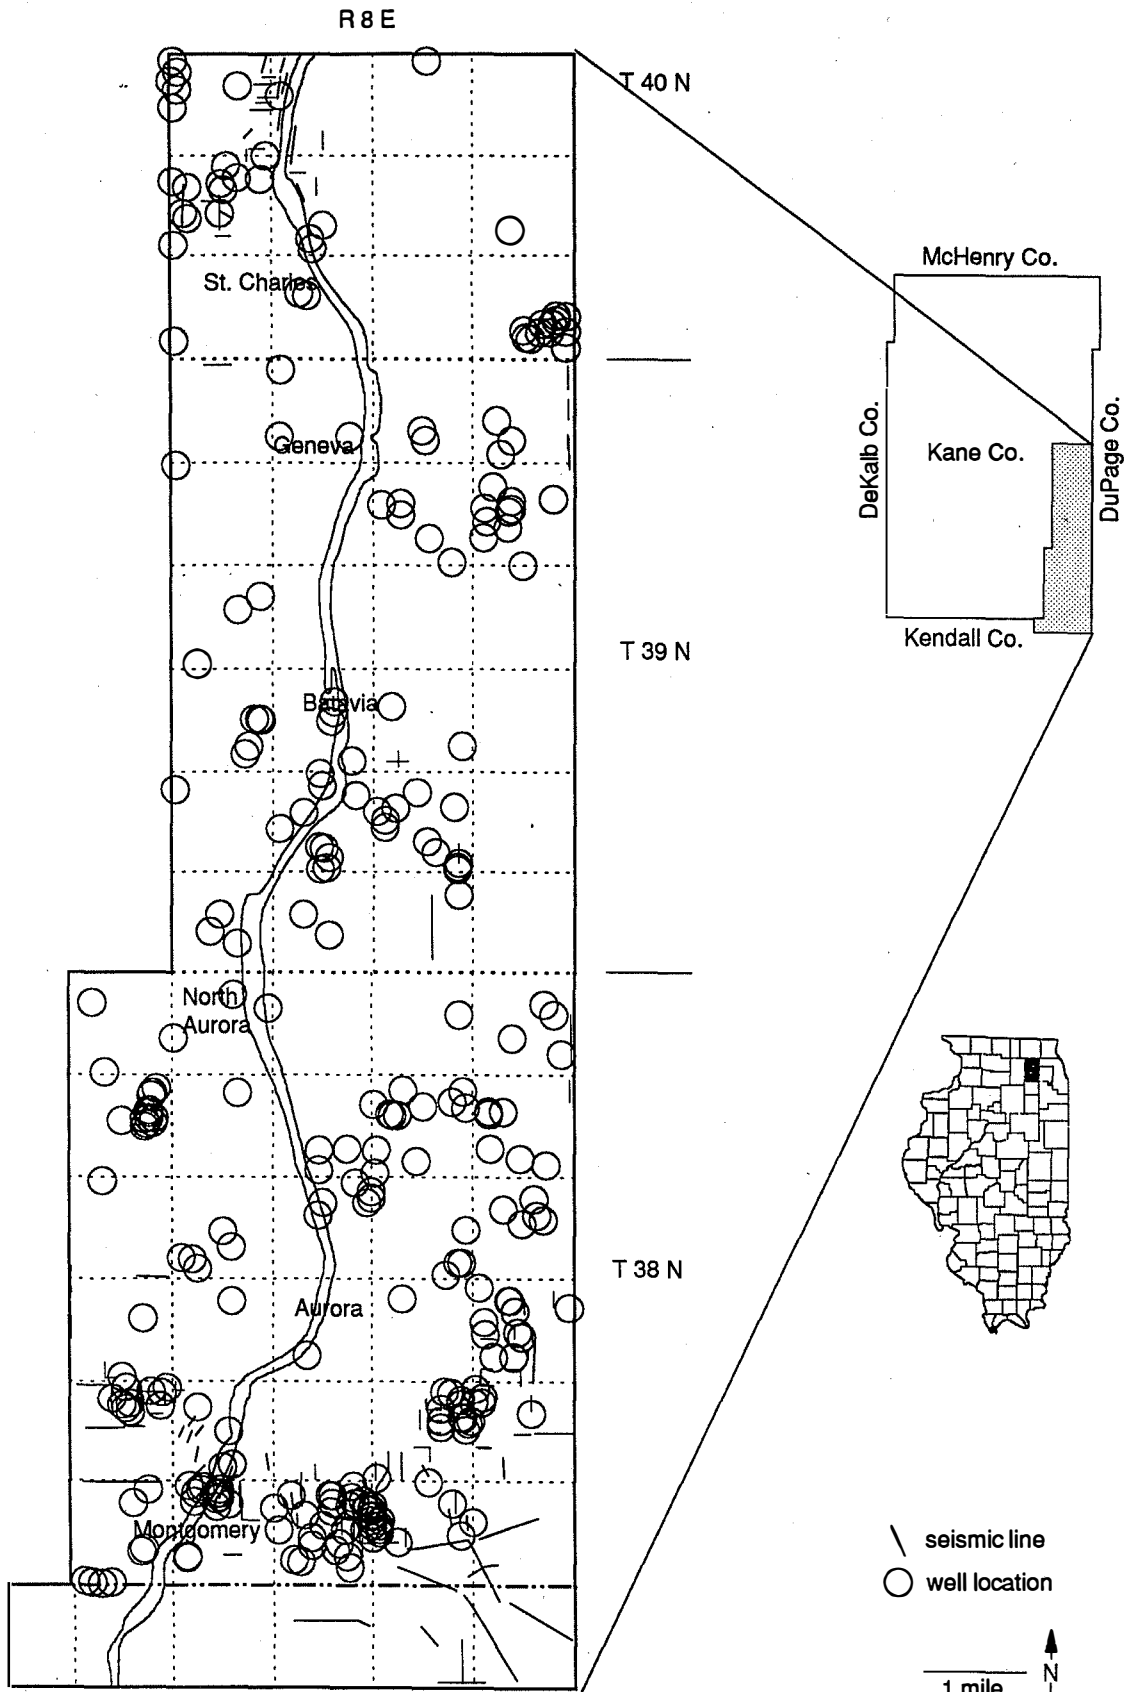 R 8 E
T 40 N
McHenry Co.
St. Charles
DeKalb Co.
Kane Co.
DuPage Co.
Geneva
Kendall Co.
T 39 N
Batavia
North
Aurora
T 38 N
Aurora
Montgomery
seismic line
well location
N
1 mile